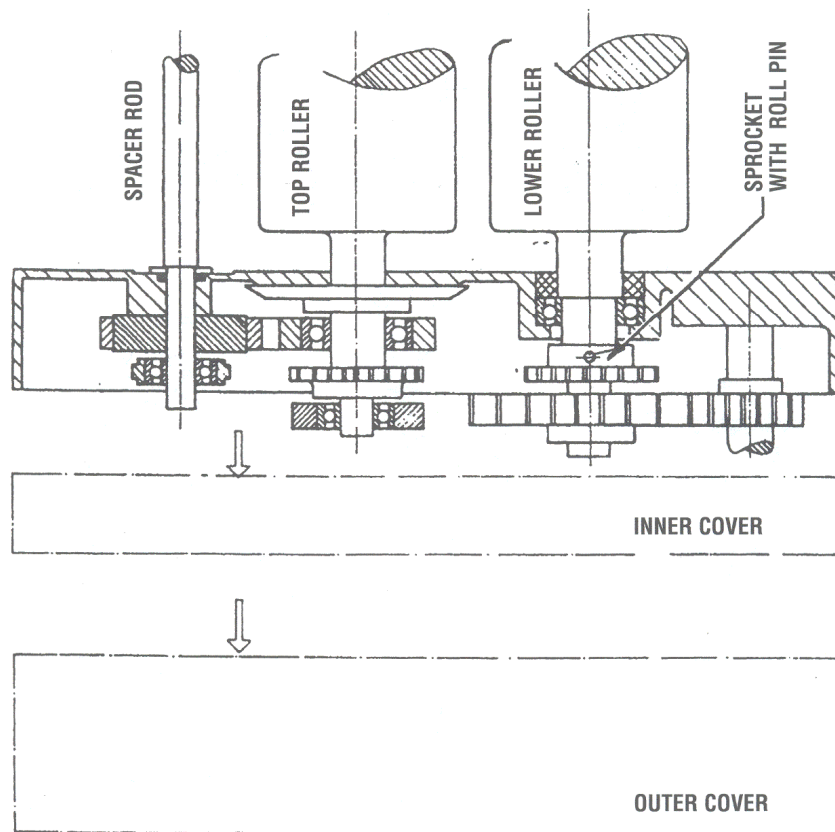 SPACER ROD
TOP ROLLER
LOWER ROLLER
SPROCKET
WITH ROLL PIN
INNER COVER
OUTER COVER